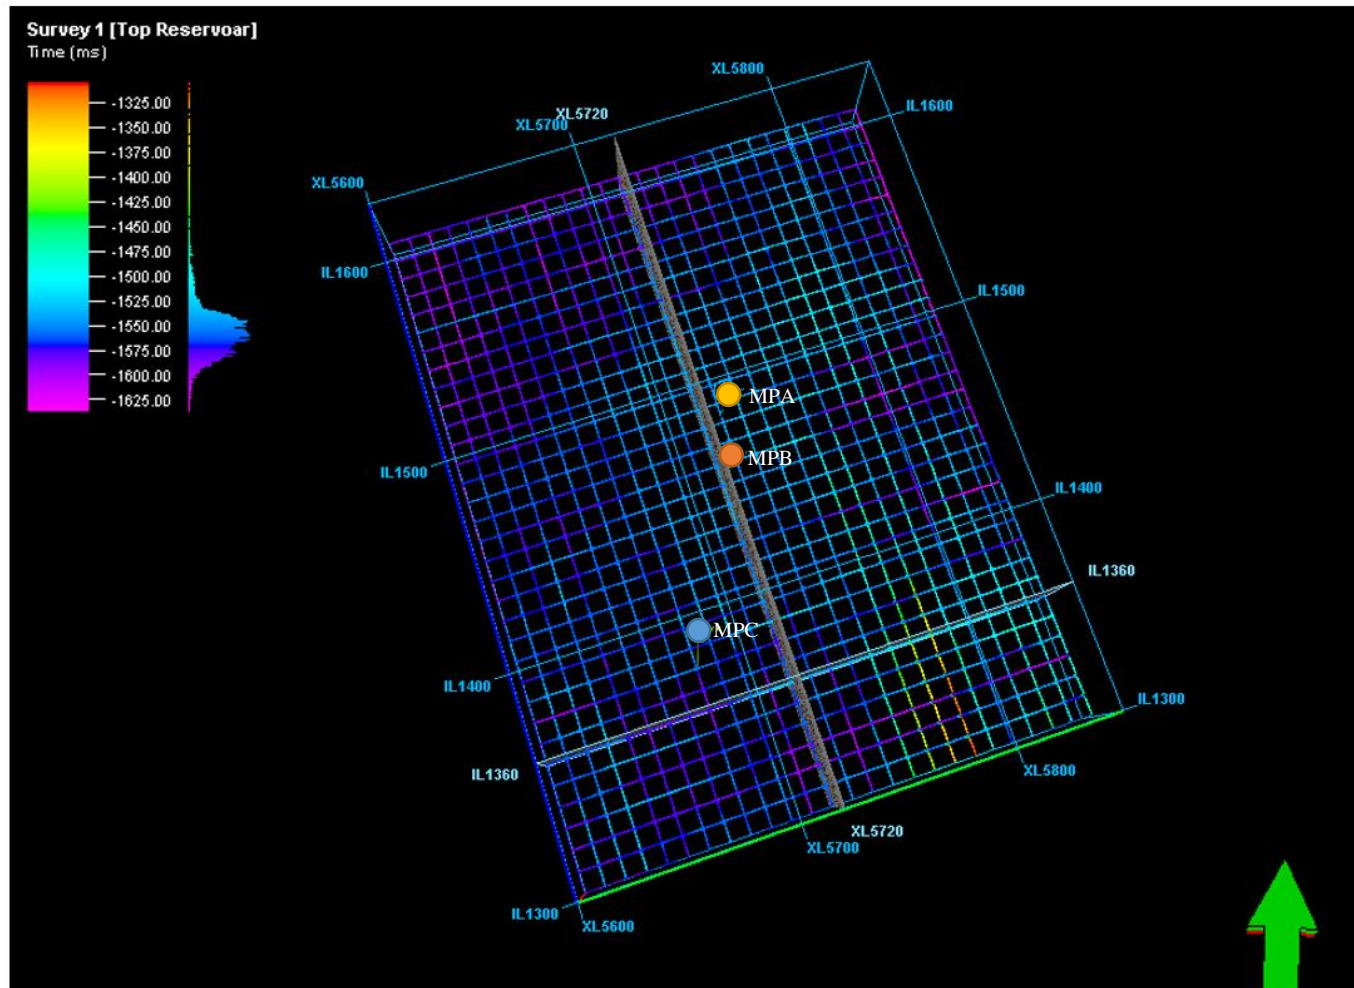 Survey 1 [Top Reservoar]
Time (ms)
-1325.00
-1350.00
-1375.00
-1400.00
-1425.00
-1450.00
-1475.00
-1500.00
-1525.00
-1550.00
-1575.00
-1600.00
-1625.00
XL5800
IL1600
XL5720
XL5700
XL5600
IL1600
IL1500
MPA
MPB
IL1500
IL1400
IL1360
MPC
IL1400
IL1300
IL1360
XL5800
XL5720
XL5700
IL1300
XL5600